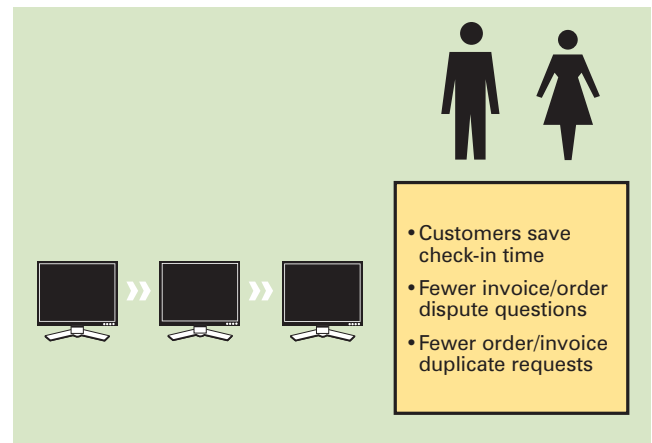 •Customers save
check-in time
•Fewer invoice/order
dispute questions
•Fewer order/invoice
duplicate requests